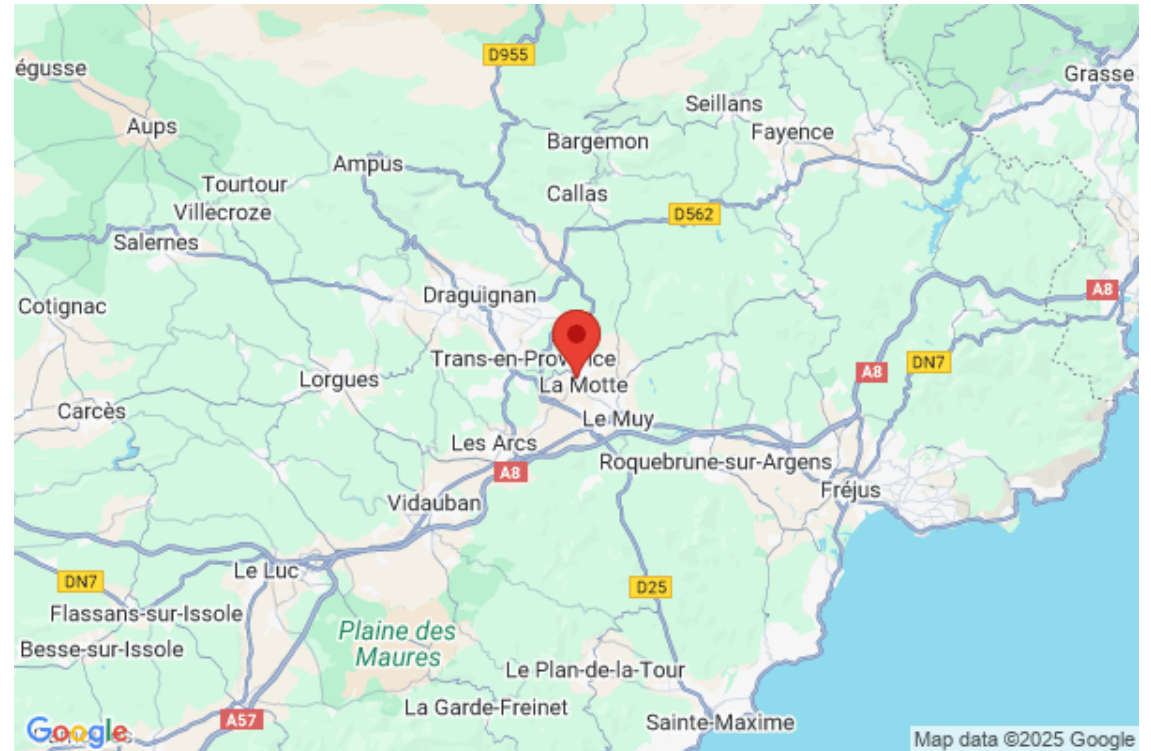 D955
égusse
Grasse
Seillans
Aups
Fayence
Bargemon
Ampus
Tourtour
Callas
Villecroze
D562
Salernes
A8
Draguignan
Cotignac
Trans-en-Provence
DN7
A8
Lorgues
La Motte
Carcès
Le Muy
Les Arcs
Roquebrune-sur-Argens
A8
Fréjus
Vidauban
Le Luc
DN7
D25
Flassans-sur-Issole
Plaine des
Maures
Besse-sur-Issole
Le Plan-de-la-Tour
La Garde-Freinet
A57
Sainte-Maxime
Google
Map data ©2025 Google